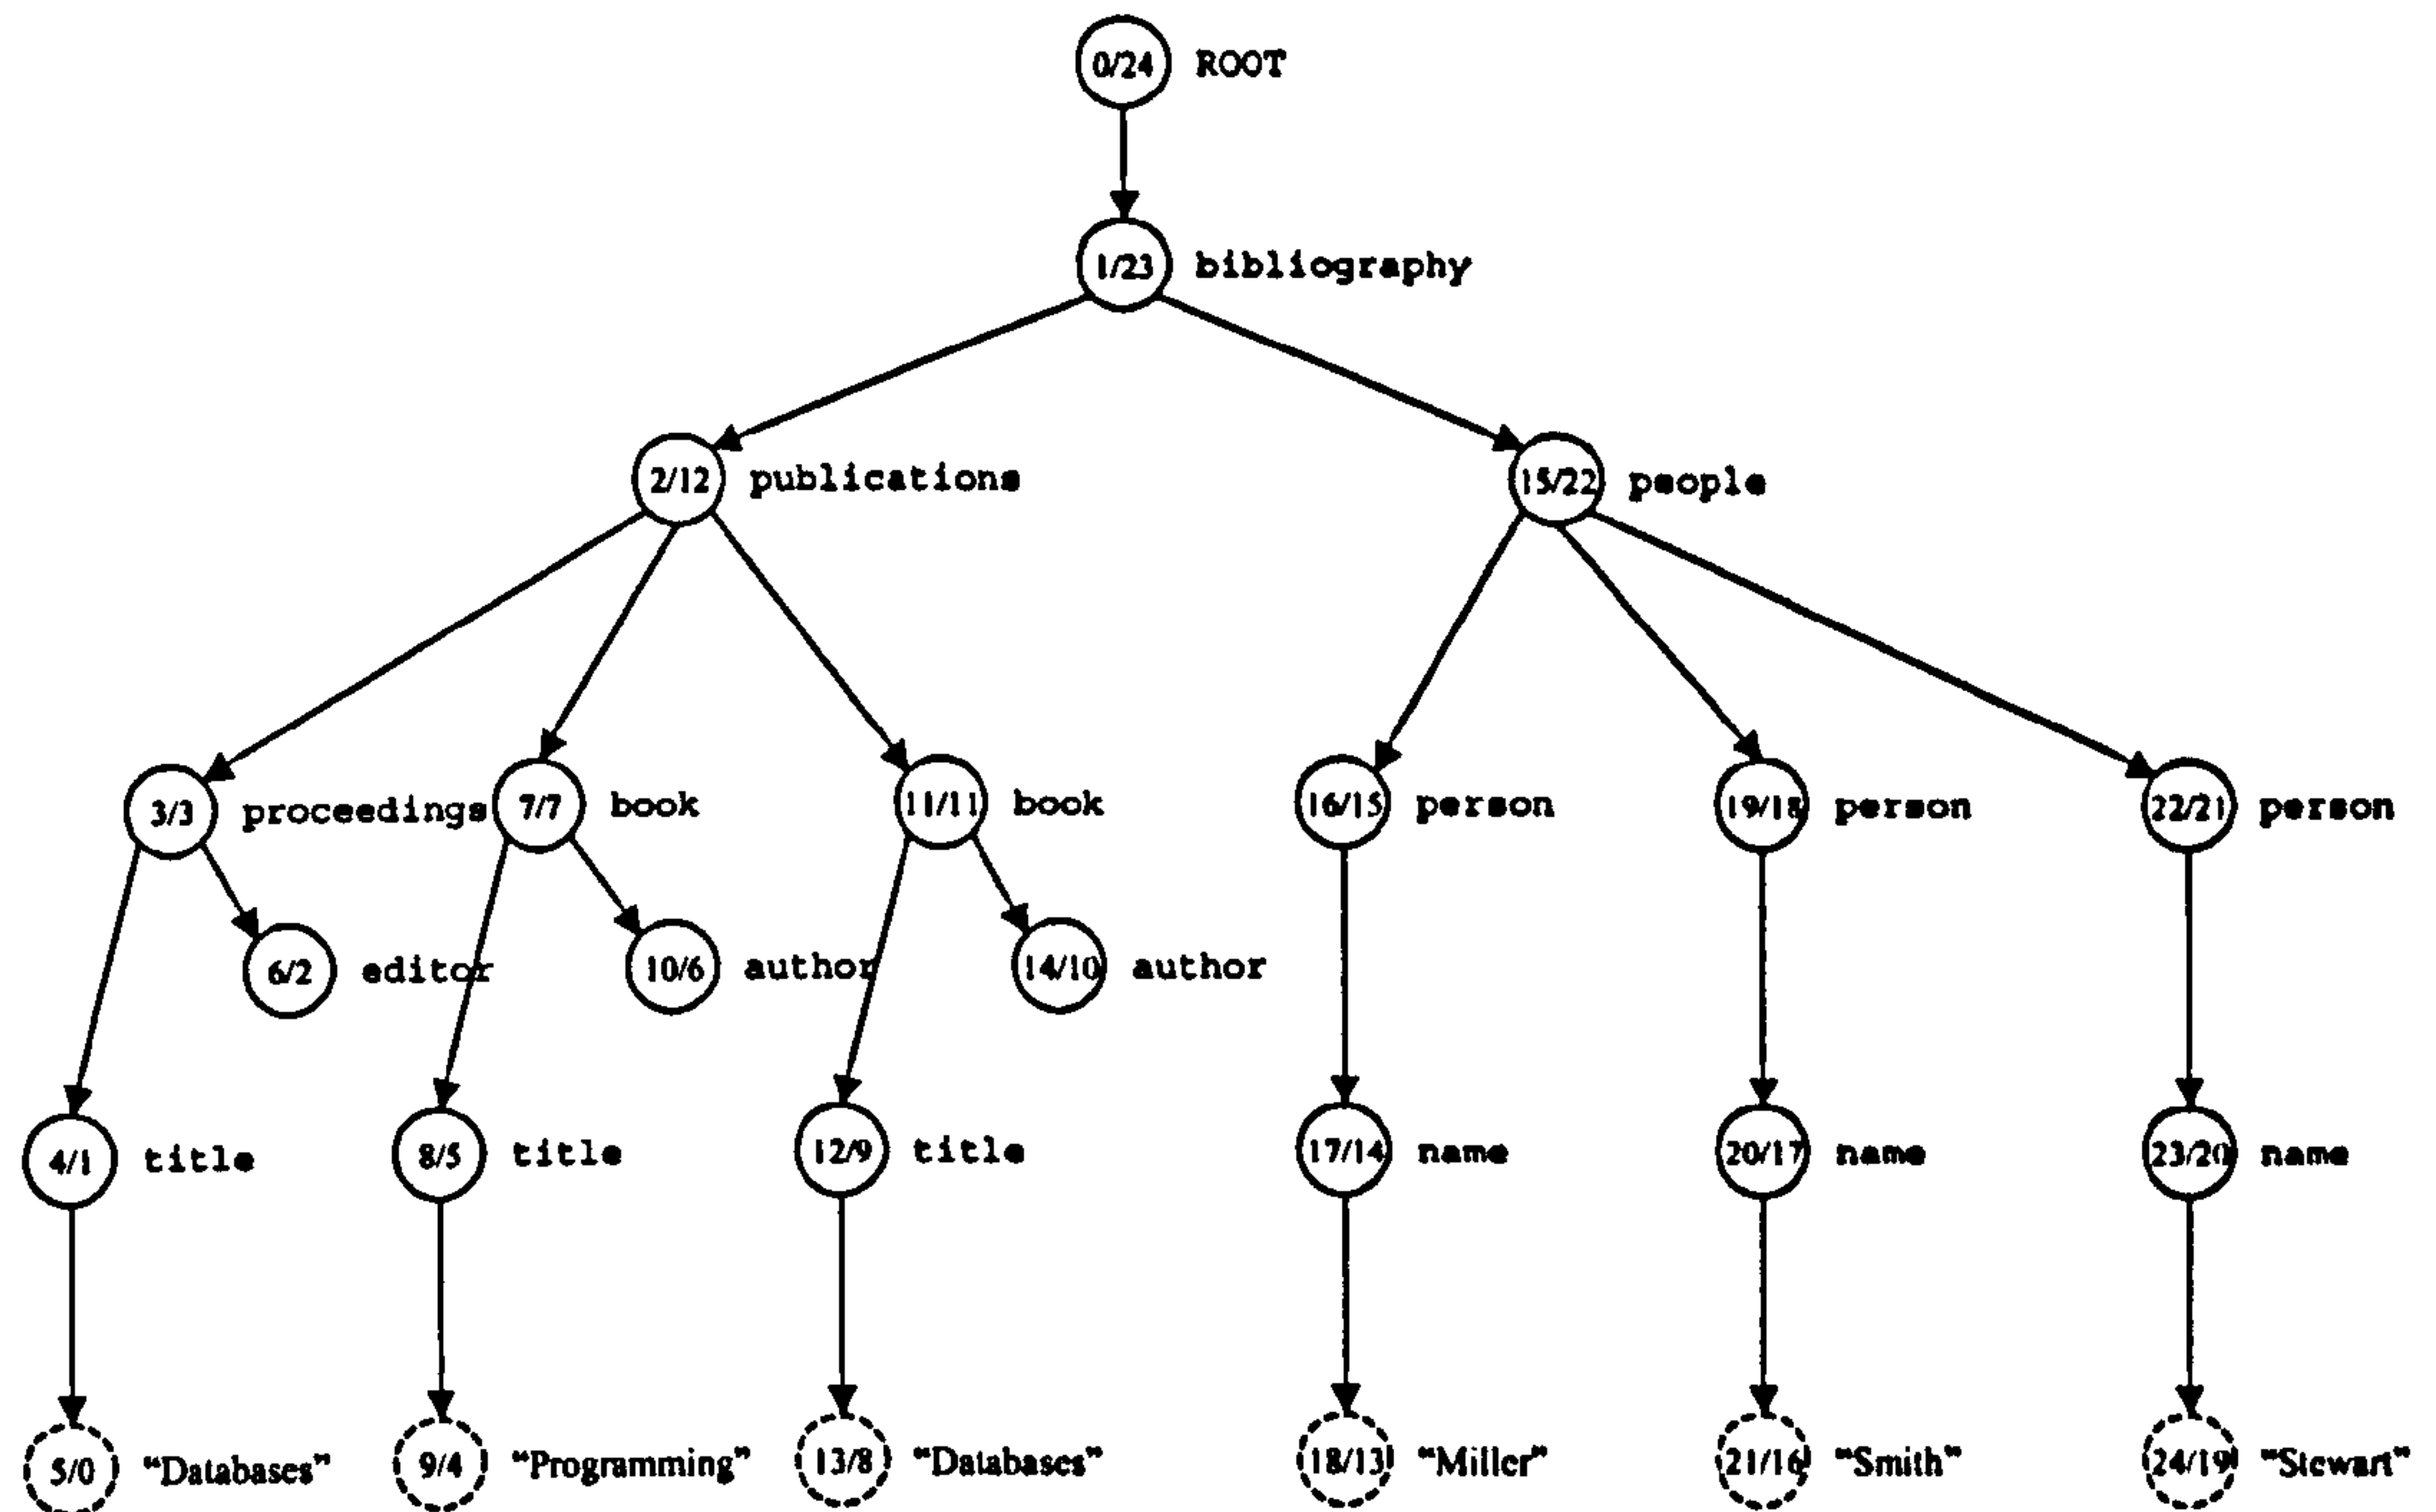 0/24 ROOT
1/23 bibliography
2/12 publications
15/22 people
3/3 proceedings
7/7 book
11/11 book
16/15 person
19/18 person
22/21 person
6/2 editor
10/6 author
14/10 author
4/1 title
8/5 title
12/9 title
17/14 name
20/17 name
23/20 name
5/0 "Databases"
9/4 "Programming"
13/8 "Databases"
18/13 "Miller"
21/16 "Smith"
24/19 "Stewart"